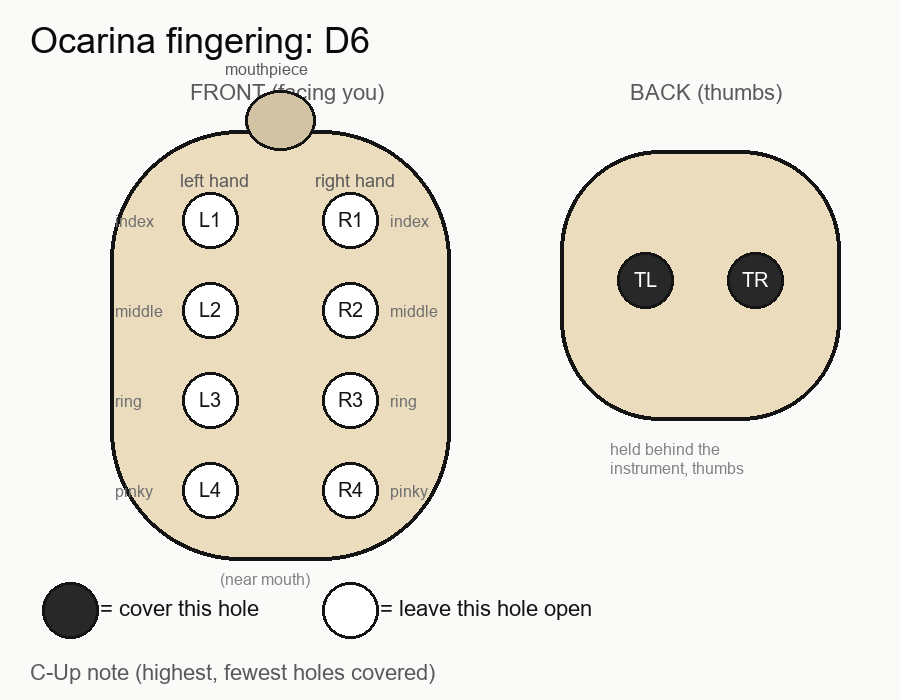 Ocarina fingering: D6
mouthpiece
FRONT (facing you)
BACK (thumbs)
left hand
right hand
index
L1
R1
index
middle
L2
R2
middle
TL
TR
ring
L3
R3
ring
pinky
L4
R4
pinky
held behind the
instrument, thumbs
(near mouth)
= cover this hole
= leave this hole open
C-Up note (highest, fewest holes covered)